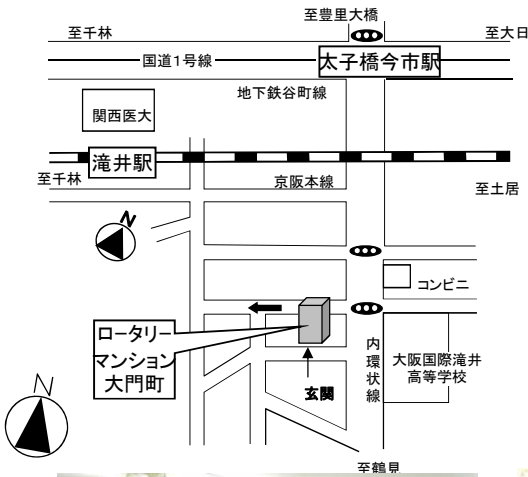 至豊里大橋
至千林
至大日
国道1号線
太子橋今市駅
地下鉄谷町線
関西医大
滝井駅
至千林
京阪本線
至土居
N
コンビニ
ロータリー
マンション
大門町
内環状線
大阪国際滝井
高等学校
玄関
N
至鶴見